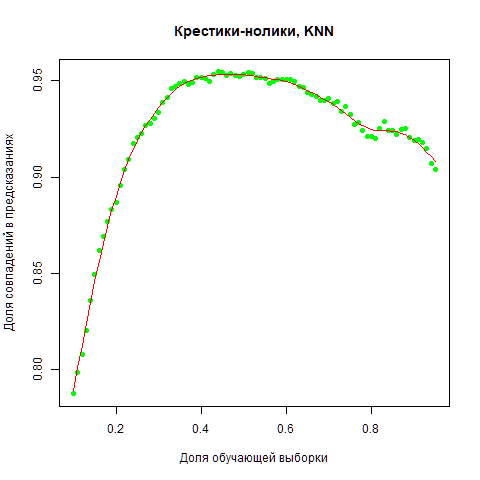 Крестики-нолики, KNN
Доля совпадений в предсказаниях
0.95
0.90
0.85
0.80
0.2 0.4 0.6 0.8
Доля обучающей выборки